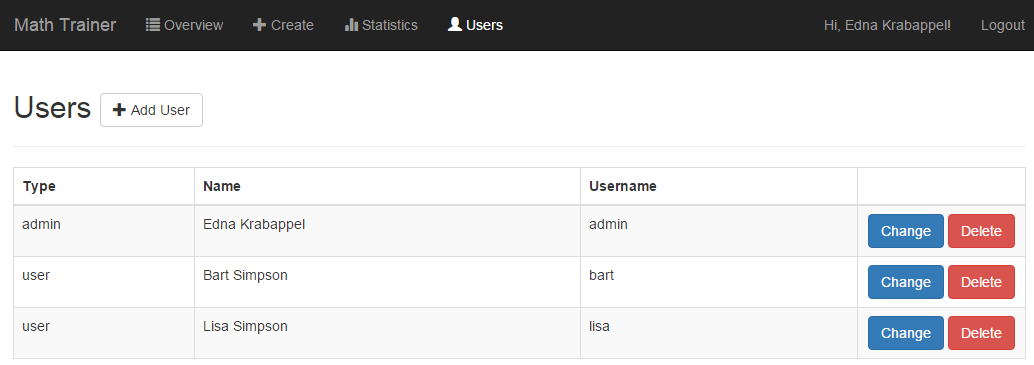 Math Trainer Overview Create Statistics Users Hi, Edna Krabappel! Logout
Users Add User
Type Name Username
admin Edna Krabappel admin Change Delete
user Bart Simpson bart Change Delete
user Lisa Simpson lisa Change Delete